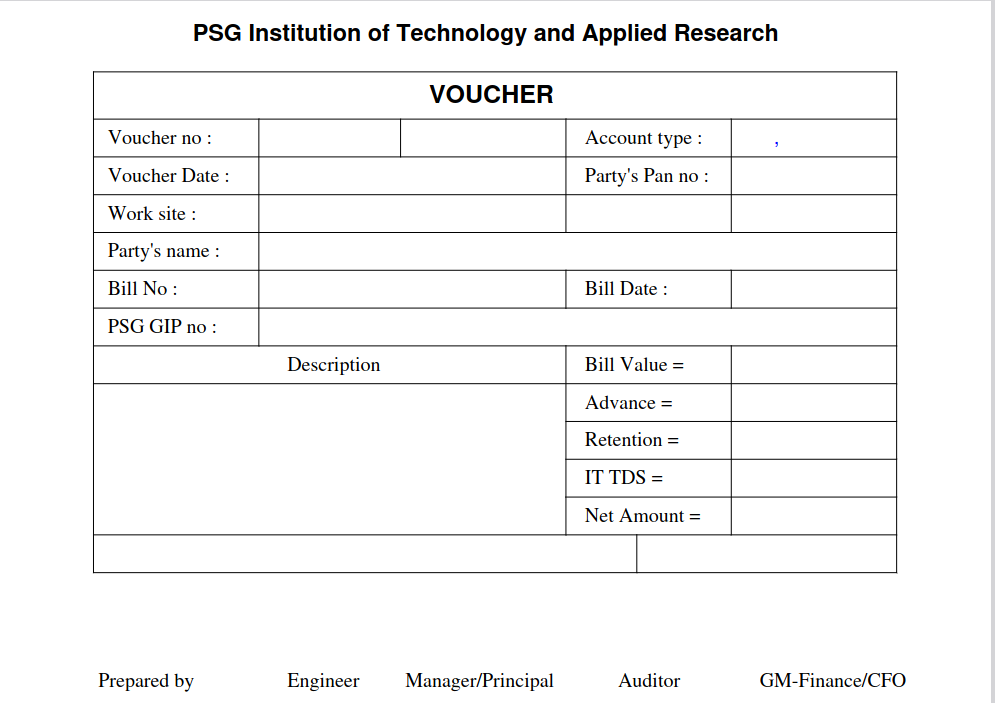 PSG Institution of Technology and Applied Research
VOUCHER
Voucher no : Account type : ,
Voucher Date : Party's Pan no :
Work site :
Party's name :
Bill No : Bill Date :
PSG GIP no :
Description Bill Value =
Advance =
Retention =
IT TDS =
Net Amount =
Prepared by Engineer Manager/Principal Auditor GM-Finance/CFO